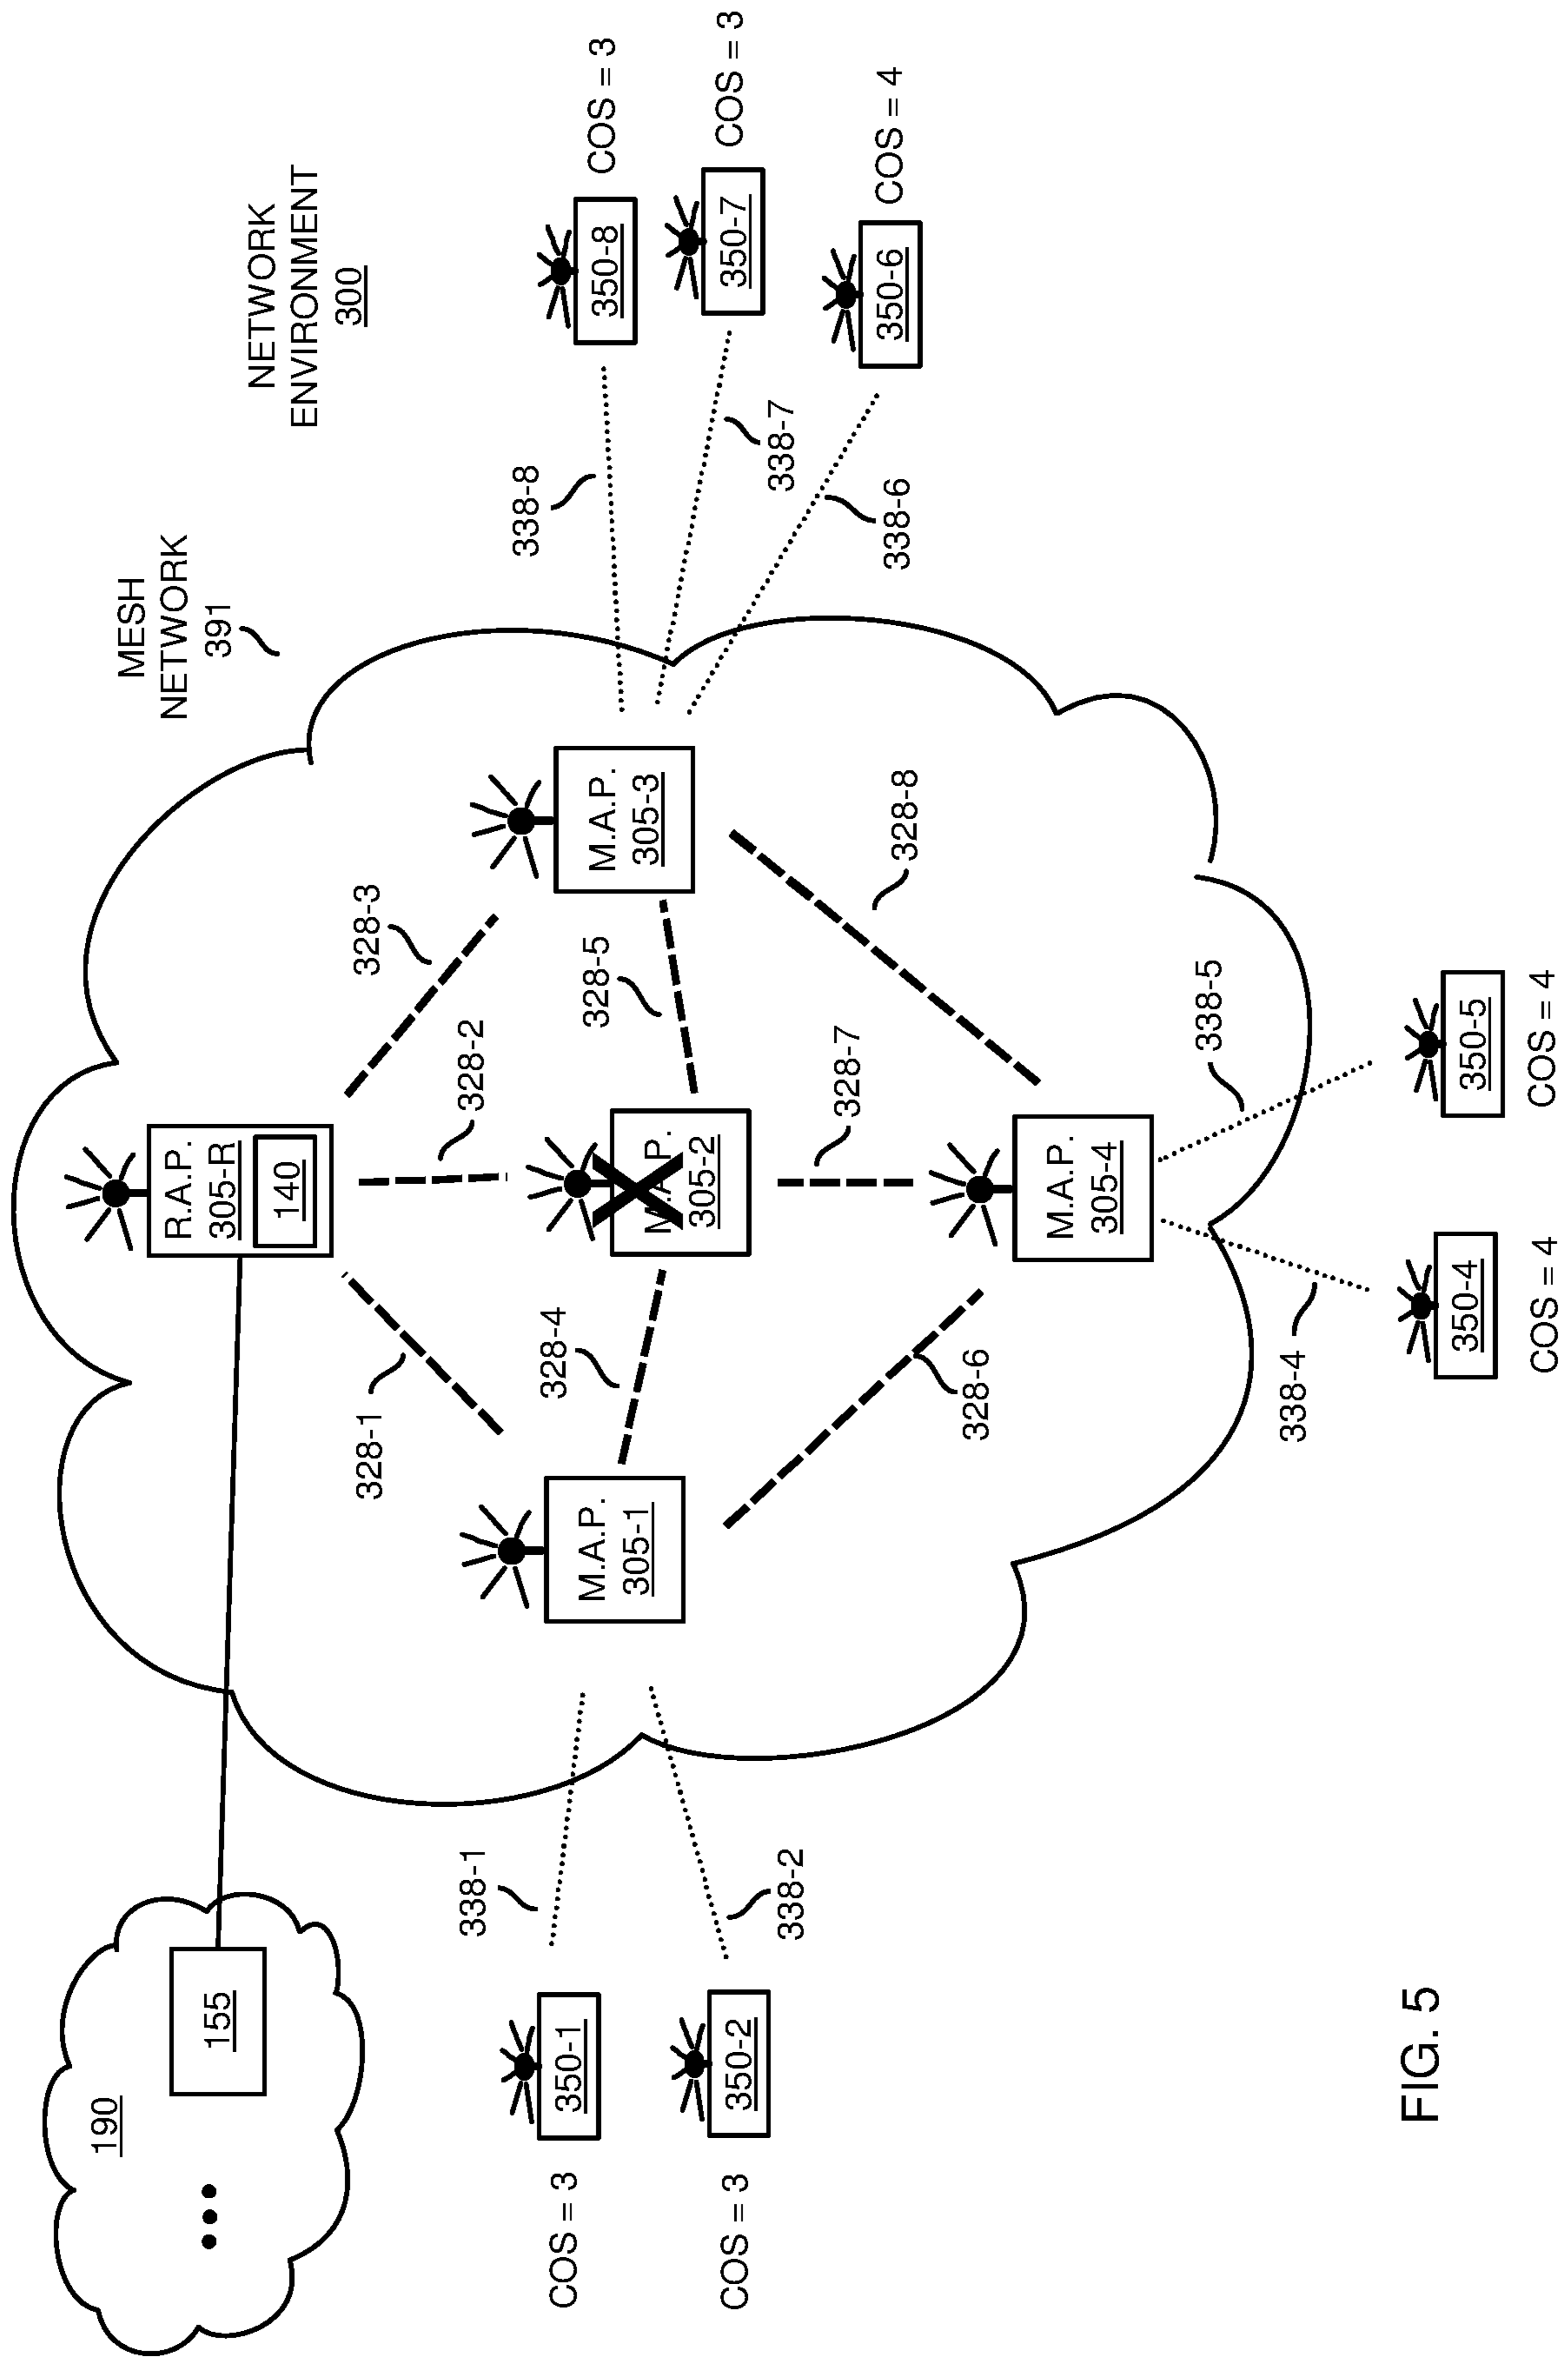 NETWORK
ENVIRONMENT
300
MESH
NETWORK
391
190
155
R.A.P.
305-R
140
328-1
328-2
328-3
M.A.P.
305-1
328-4
M.A.P.
305-2
328-5
M.A.P.
305-3
328-6
328-7
328-8
M.A.P.
305-4
338-1
350-1
COS = 3
338-2
350-2
COS = 3
338-8
350-8
COS = 3
338-7
350-7
COS = 3
338-6
350-6
COS = 4
338-4
350-4
COS = 4
338-5
350-5
COS = 4
FIG. 5